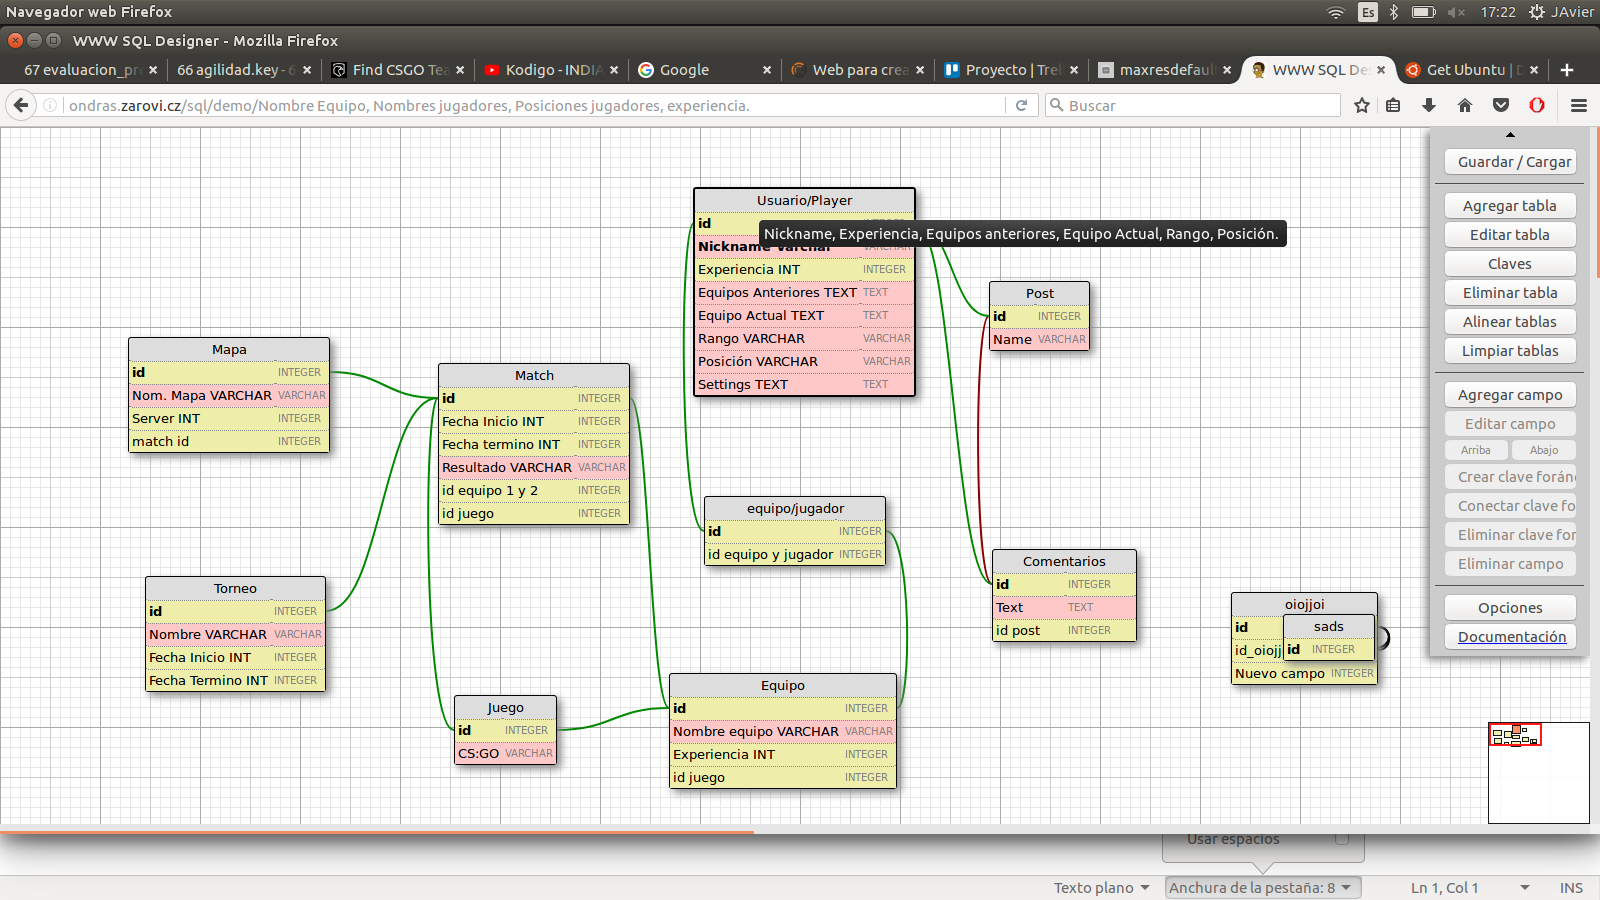 Navegador web Firefox
Es
17:22
JAvier
WWW SQL Designer - Mozilla Firefox
67 evaluacion_pr
66 agilidad.key - 6
Find CSGO Tea
Kodigo - INDIA
Google
Web para crea
Proyecto | Trel
maxresdefaul
WWW SQL De
Get Ubuntu | D
ondras.zarovi.cz/sql/demo/Nombre Equipo, Nombres jugadores, Posiciones jugadores, experiencia.
Buscar
Guardar / Cargar
Agregar tabla
Editar tabla
Claves
Eliminar tabla
Alinear tablas
Limpiar tablas
Agregar campo
Editar campo
Arriba
Abajo
Crear clave forán
Conectar clave fo
Eliminar clave for
Eliminar campo
Opciones
Documentación
Usuario/Player
id
Nickname, Experiencia, Equipos anteriores, Equipo Actual, Rango, Posición.
Nickname Varchar VARCHAR
Experiencia INT INTEGER
Equipos Anteriores TEXT TEXT
Equipo Actual TEXT TEXT
Rango VARCHAR VARCHAR
Posición VARCHAR VARCHAR
Settings TEXT TEXT
Post
id INTEGER
Name VARCHAR
Mapa
id INTEGER
Nom. Mapa VARCHAR VARCHAR
Server INT INTEGER
match id INTEGER
Match
id INTEGER
Fecha Inicio INT INTEGER
Fecha termino INT INTEGER
Resultado VARCHAR VARCHAR
id equipo 1 y 2 INTEGER
id juego INTEGER
equipo/jugador
id INTEGER
id equipo y jugador INTEGER
Comentarios
id INTEGER
Text TEXT
id post INTEGER
Torneo
id INTEGER
Nombre VARCHAR VARCHAR
Fecha Inicio INT INTEGER
Fecha Termino INT INTEGER
oiojjoi
id
id_oiojj
Nuevo campo INTEGER
sads
id INTEGER
Juego
id INTEGER
CS:GO VARCHAR
Equipo
id INTEGER
Nombre equipo VARCHAR VARCHAR
Experiencia INT INTEGER
id juego INTEGER
Usar espacios
Texto plano
Anchura de la pestaña: 8
Ln 1, Col 1
INS